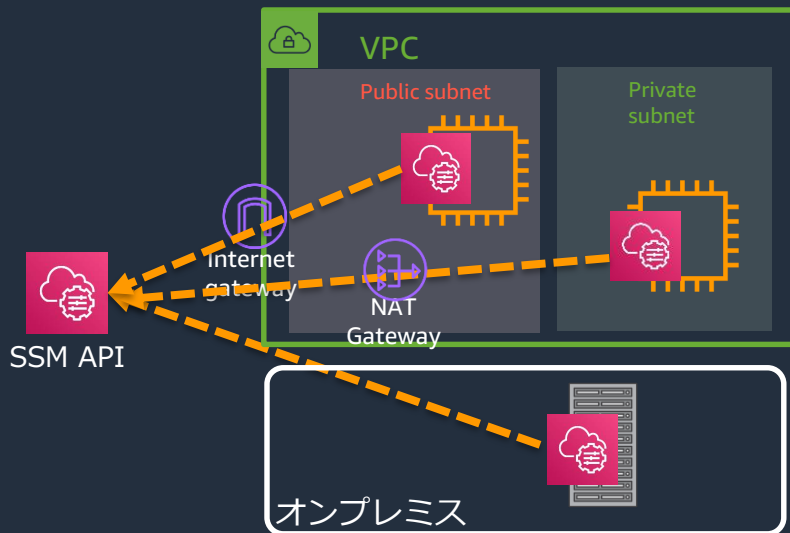 VPC
Public subnet
Private
subnet
Internet
gateway
NAT
Gateway
SSM API
オンプレミス